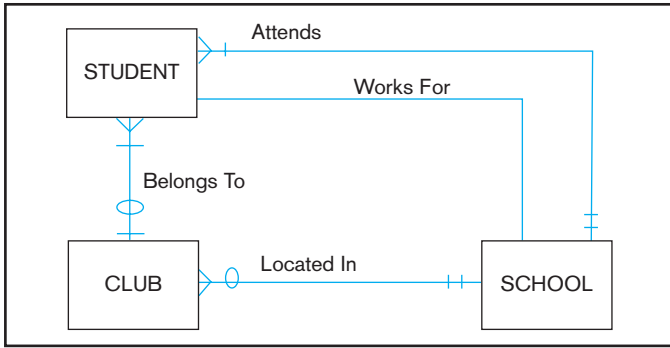 Attends
STUDENT
Works For
Belongs To
Located In
CLUB
SCHOOL